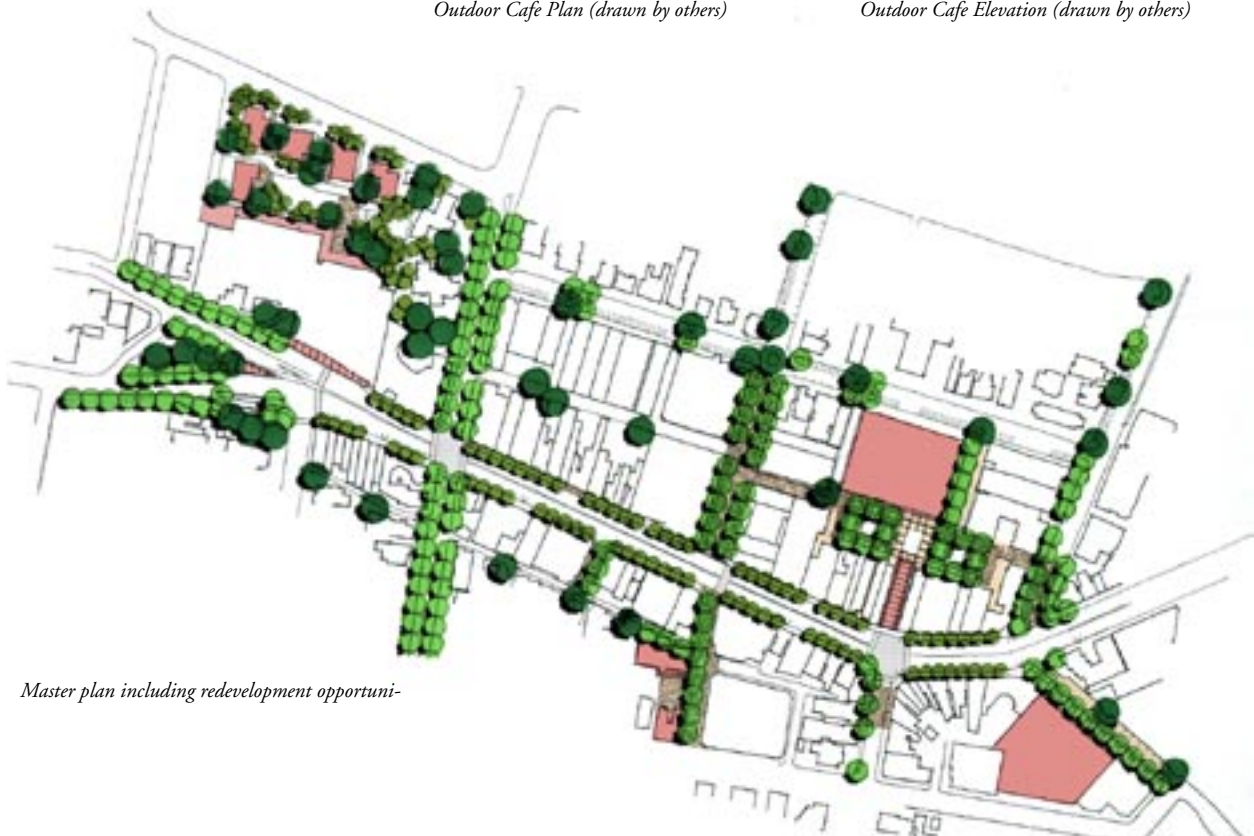 Outdoor Cafe Plan (drawn by others)
Outdoor Cafe Elevation (drawn by others)
Master plan including redevelopment opportuni-